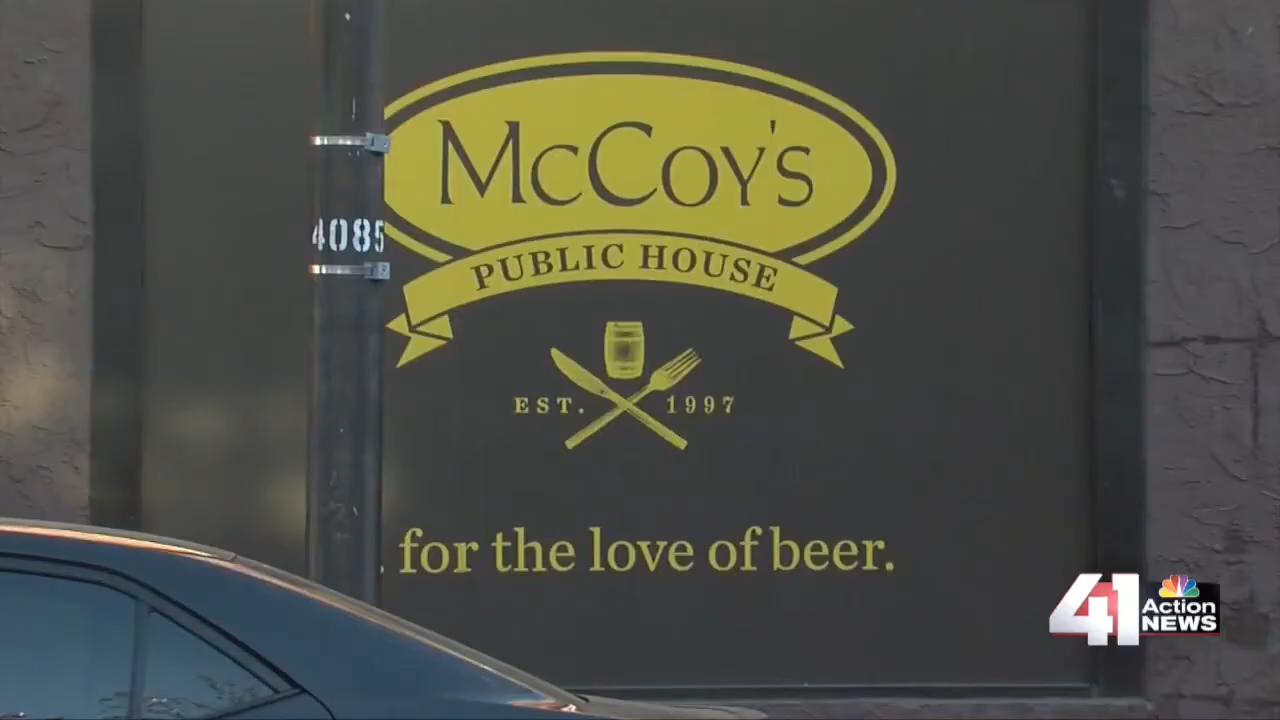 McCoy's
PUBLIC HOUSE
4085
EST. 1997
. for the love of beer.
41 Action
NEWS